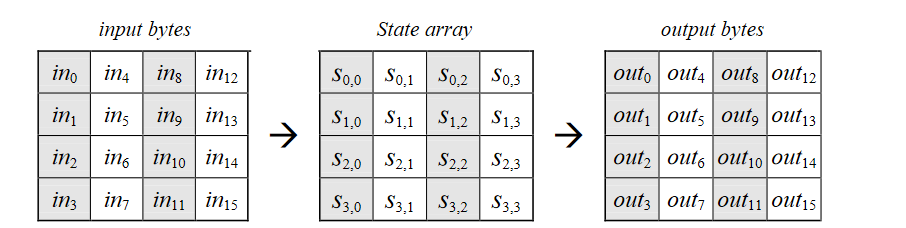 input bytes State array output bytes
in₀ in₄ in₈ in₁₂ s₀,₀ s₀,₁ s₀,₂ s₀,₃ out₀ out₄ out₈ out₁₂
in₁ in₅ in₉ in₁₃ s₁,₀ s₁,₁ s₁,₂ s₁,₃ out₁ out₅ out₉ out₁₃
→ →
in₂ in₆ in₁₀ in₁₄ s₂,₀ s₂,₁ s₂,₂ s₂,₃ out₂ out₆ out₁₀ out₁₄
in₃ in₇ in₁₁ in₁₅ s₃,₀ s₃,₁ s₃,₂ s₃,₃ out₃ out₇ out₁₁ out₁₅